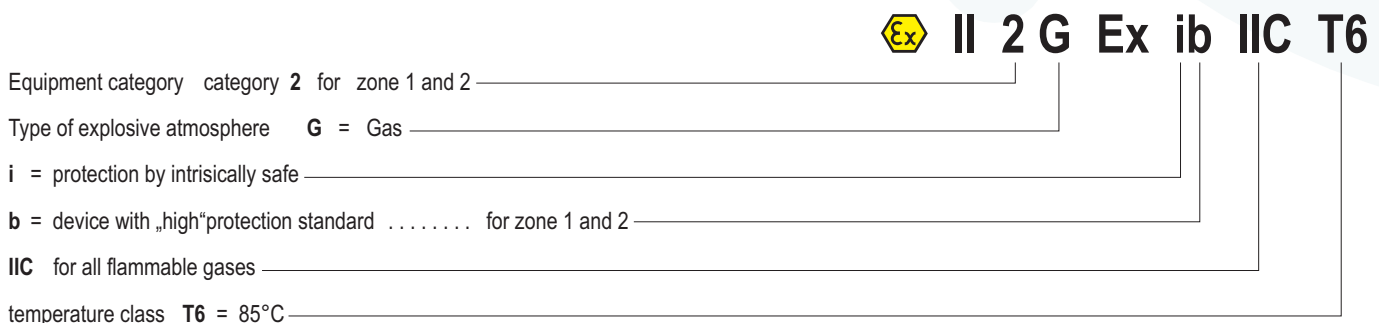 Ex II 2 G Ex ib IIC T6
Equipment category category 2 for zone 1 and 2
Type of explosive atmosphere G = Gas
i = protection by intrisically safe
b = device with „high“protection standard . . . . . . . . for zone 1 and 2
IIC for all flammable gases
temperature class T6 = 85°C